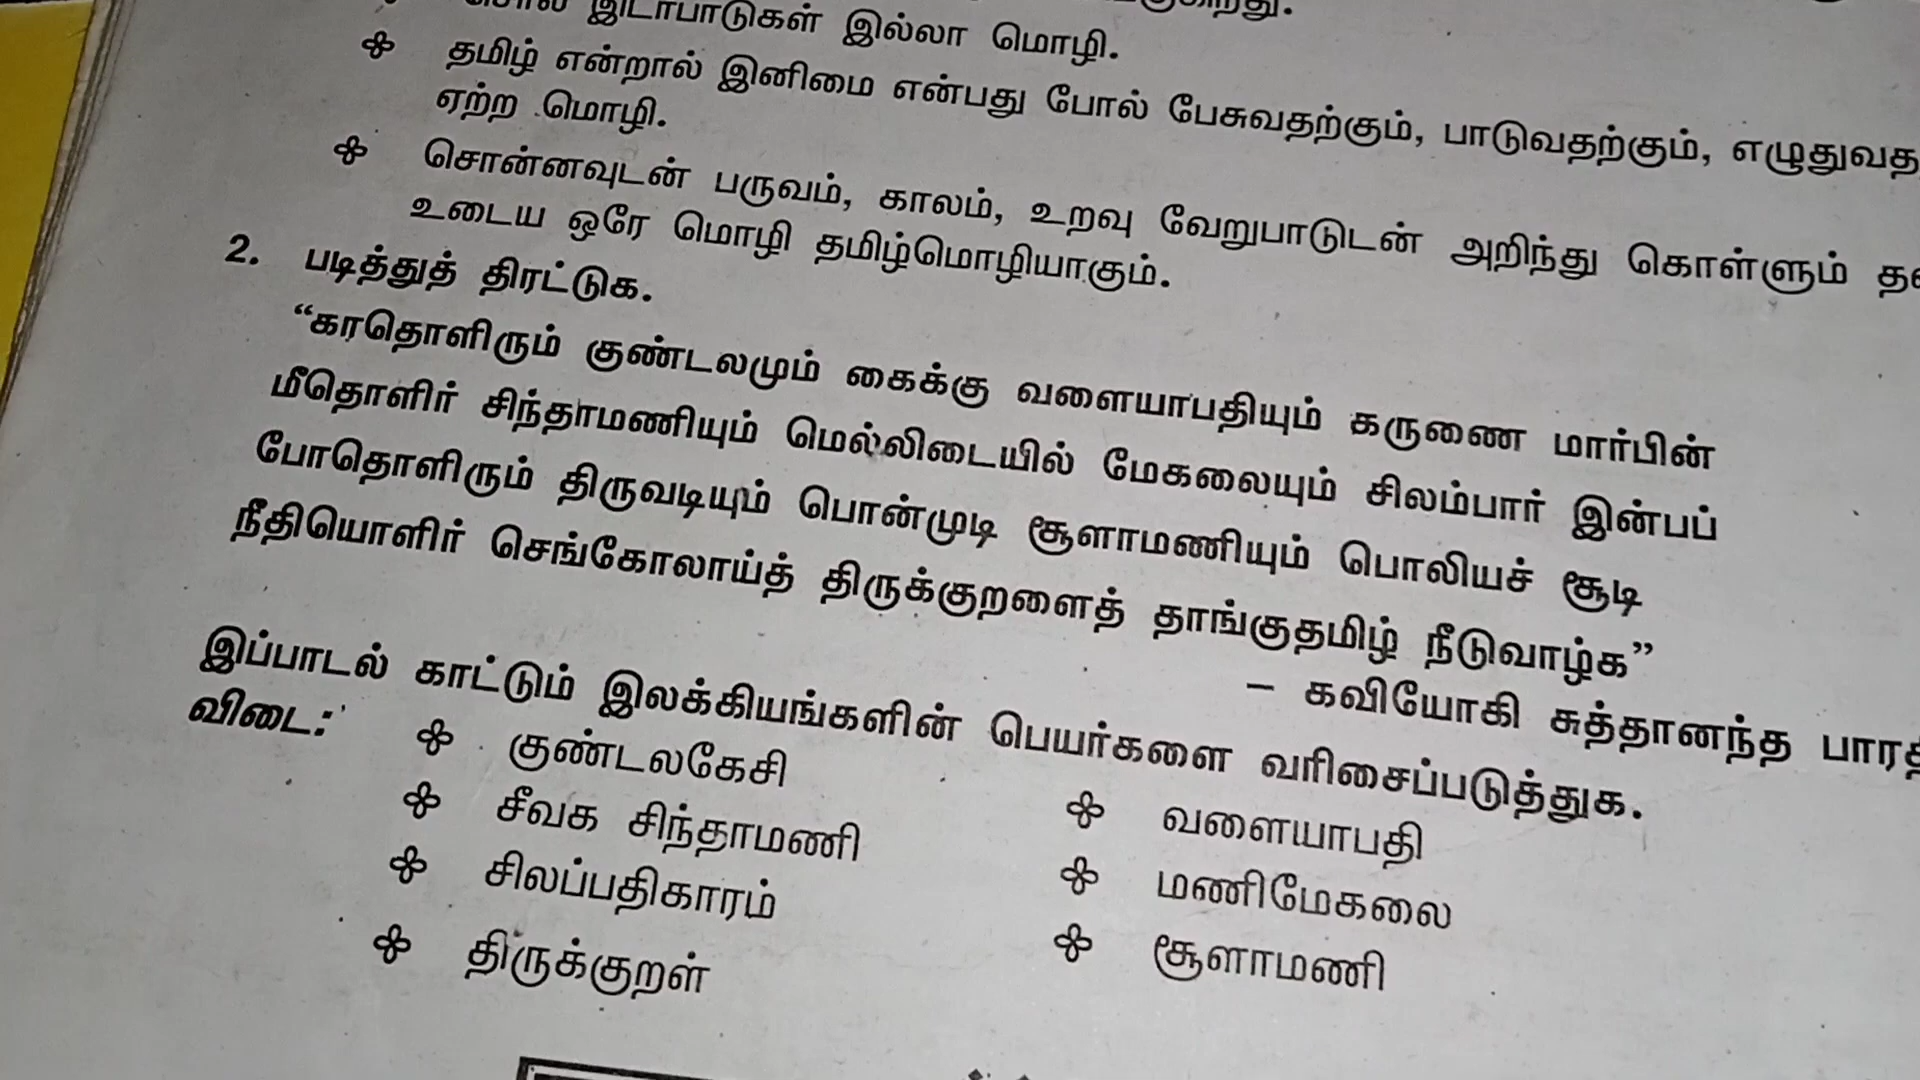 சொல் இடர்பாடுகள் இல்லா மொழி.
❖ தமிழ் என்றால் இனிமை என்பது போல் பேசுவதற்கும், பாடுவதற்கும்,
ஏற்ற மொழி.
❖ சொன்னவுடன் பருவம், காலம், உறவு வேறுபாடுடன் அறிந்து கொள்ளும்
உடைய ஒரே மொழி தமிழ்மொழியாகும்.
2. படித்துத் திரட்டுக.
“காதொளிரும் குண்டலமும் கைக்கு வளையாபதியும் கருணை மார்பின்
மீதொளிர் சிந்தாமணியும் மெல்லிடையில் மேகலையும் சிலம்பார் இன்பப்
போதொளிரும் திருவடியும் பொன்முடி சூளாமணியும் பொலியச் சூடி
நீதியொளிர் செங்கோலாய்த் திருக்குறளைத் தாங்குதமிழ் நீடுவாழ்க”
– கவியோகி சுத்தானந்த
இப்பாடல் காட்டும் இலக்கியங்களின் பெயர்களை வரிசைப்படுத்துக.
விடை: ❖ குண்டலகேசி ❖ வளையாபதி
❖ சீவக சிந்தாமணி ❖ மணிமேகலை
❖ சிலப்பதிகாரம் ❖ சூளாமணி
❖ திருக்குறள்